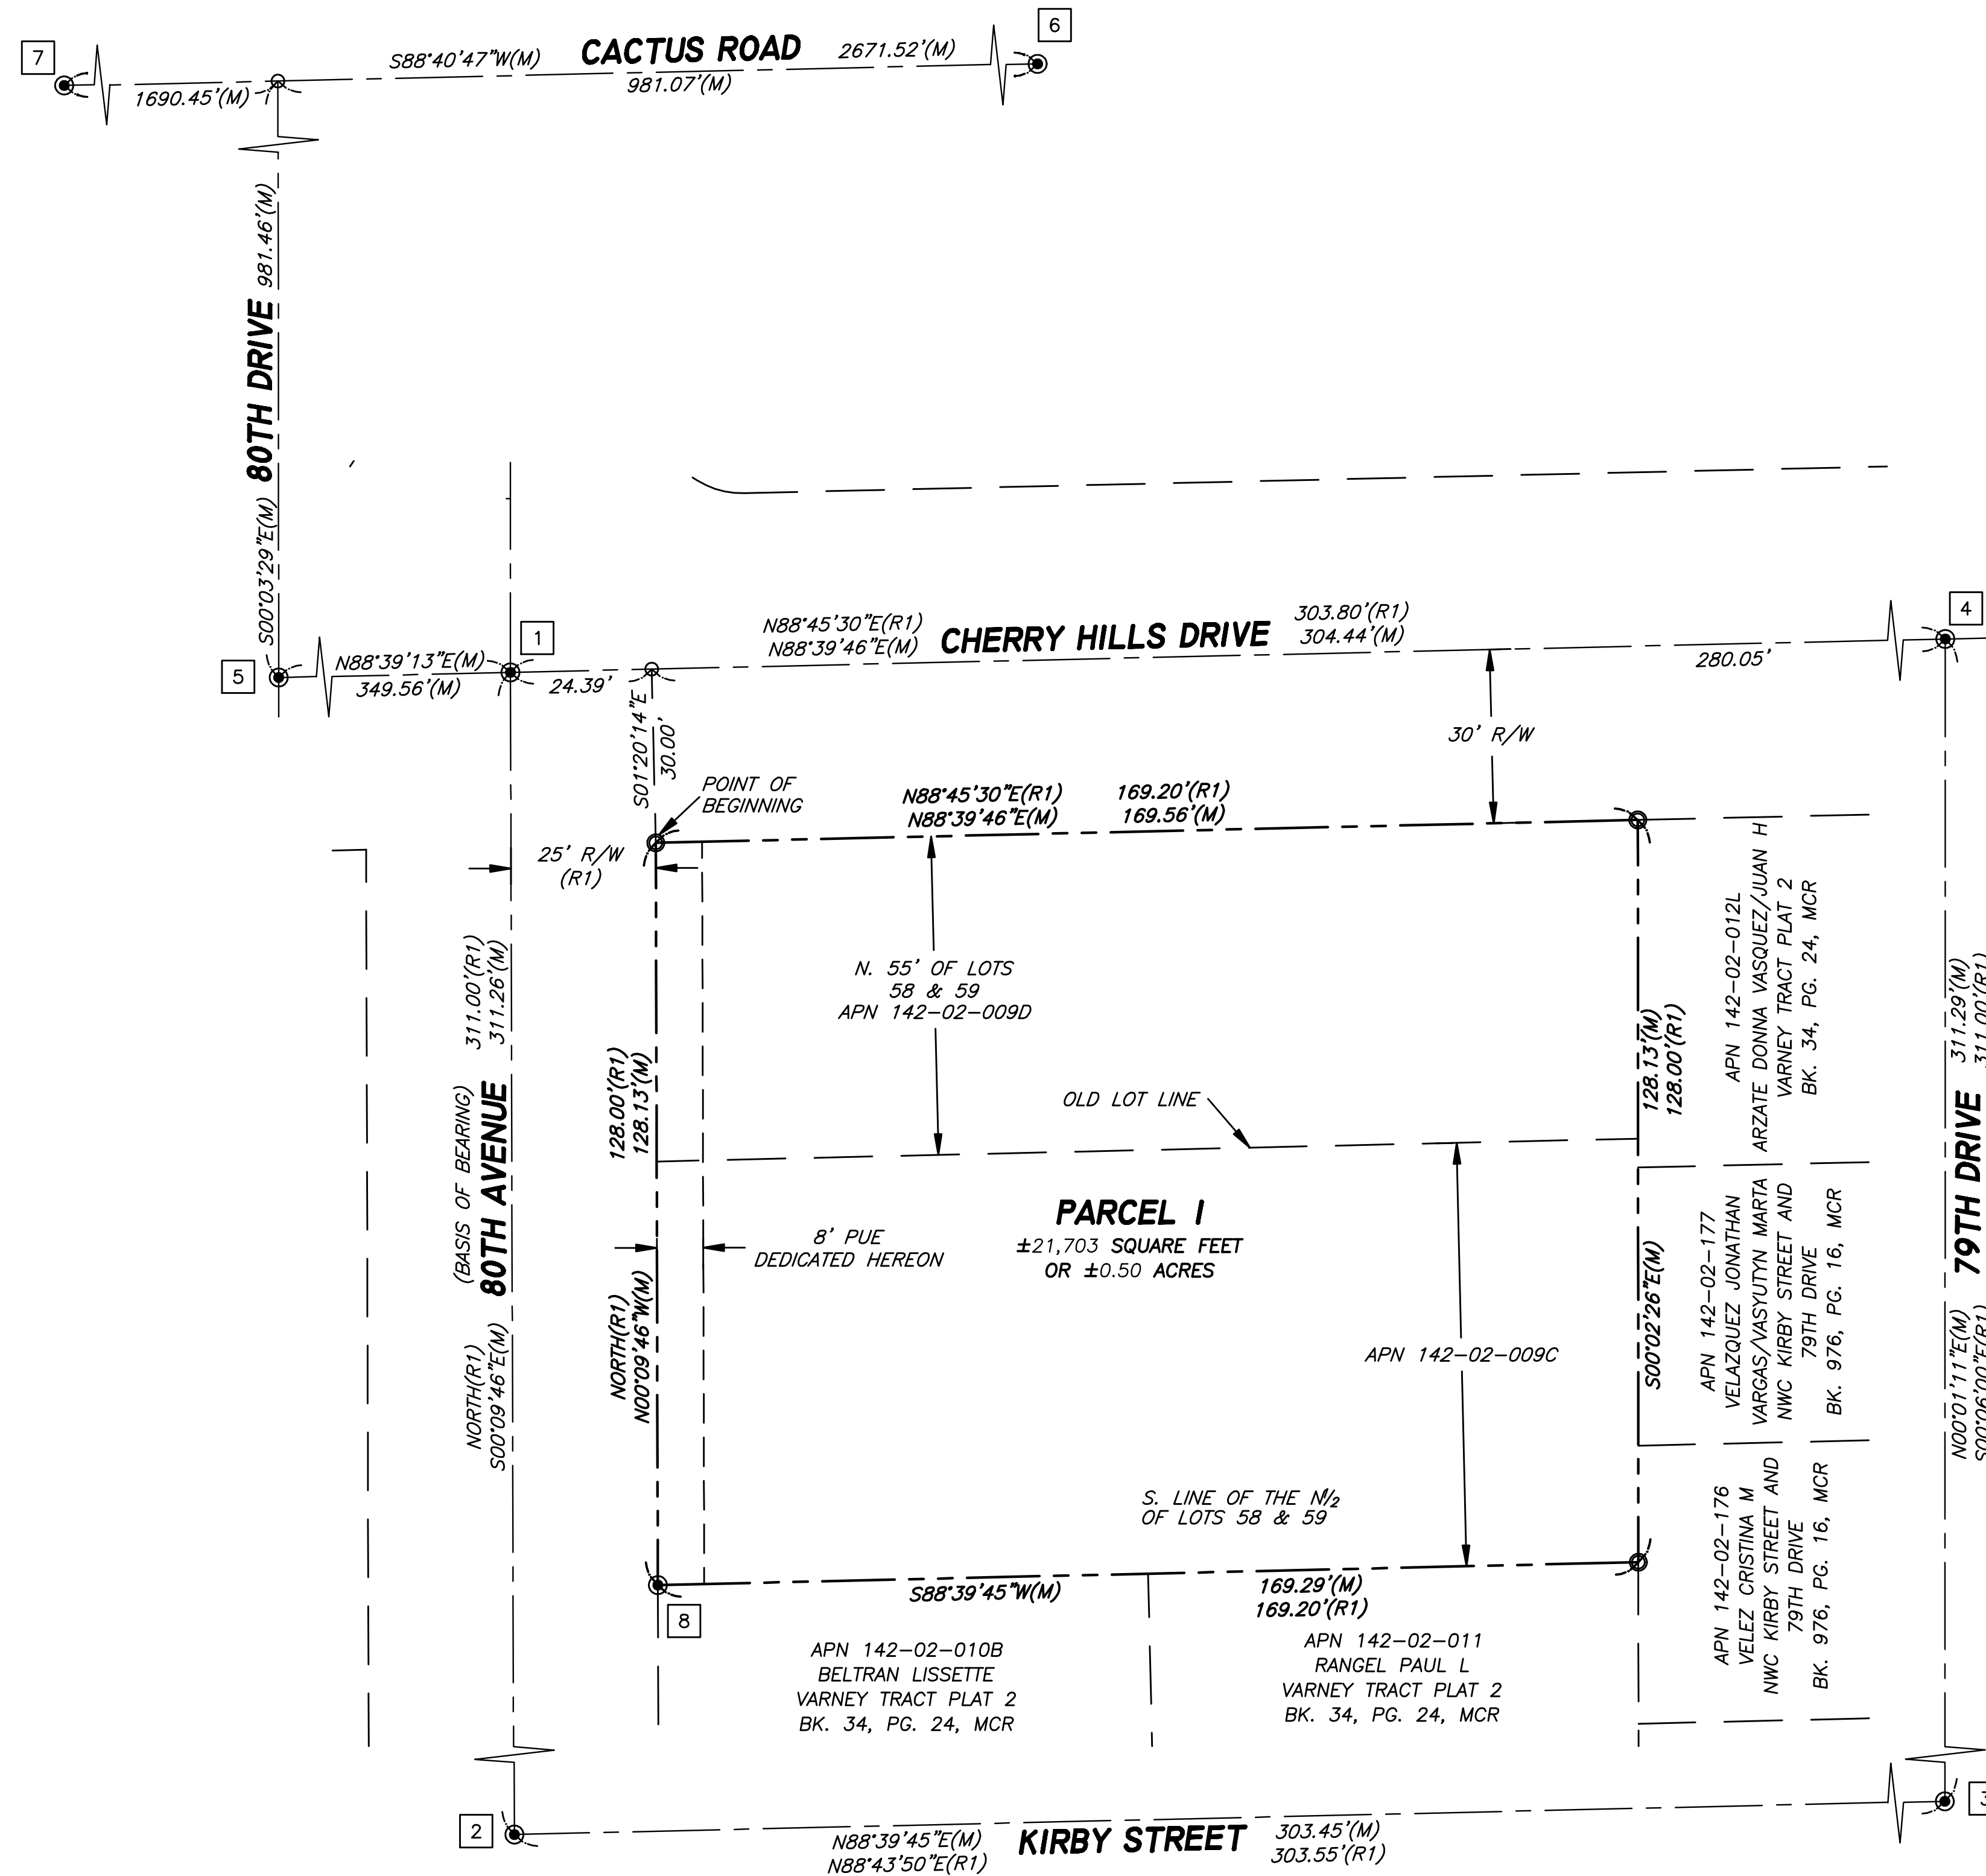 7
S88°40'47"W(M)
CACTUS ROAD
2671.52'(M)
6
1690.45'(M)
981.07'(M)
80TH DRIVE
981.46'(M)
S00°03'29"E(M)
5
N88°39'13"E(M)
349.56'(M)
1
24.39'
N88°45'30"E(R1)
N88°39'46"E(M)
CHERRY HILLS DRIVE
303.80'(R1)
304.44'(M)
280.05'
4
S01°20'14"E
30.00'
30' R/W
POINT OF
BEGINNING
N88°45'30"E(R1)
N88°39'46"E(M)
169.20'(R1)
169.56'(M)
25' R/W
(R1)
N. 55' OF LOTS
58 & 59
APN 142-02-009D
311.00'(R1)
311.26'(M)
(BASIS OF BEARING)
80TH AVENUE
NORTH(R1)
S00°09'46"E(M)
128.00'(R1)
128.13'(M)
NORTH(R1)
N00°09'46"W(M)
OLD LOT LINE
PARCEL 1
±21,703 SQUARE FEET
OR ±0.50 ACRES
8' PUE
DEDICATED HEREON
APN 142-02-009C
128.13'(M)
128.00'(R1)
S00°02'26"E(M)
APN 142-02-012L
ARZATE DONNA VASQUEZ/JUAN H
VARNEY TRACT PLAT 2
BK. 34, PG. 24, MCR
APN 142-02-177
VELAZQUEZ JONATHAN
VARGAS/VASYUTYN MARTA
NWC KIRBY STREET AND
79TH DRIVE
BK. 976, PG. 16, MCR
APN 142-02-176
VELEZ CRISTINA M
NWC KIRBY STREET AND
79TH DRIVE
BK. 976, PG. 16, MCR
311.29'(M)
311.00'(R1)
79TH DRIVE
N00°01'11"E(M)
S00°06'00"E(R1)
S. LINE OF THE N1/2
OF LOTS 58 & 59
S88°39'45"W(M)
169.29'(M)
169.20'(R1)
8
APN 142-02-010B
BELTRAN LISSETTE
VARNEY TRACT PLAT 2
BK. 34, PG. 24, MCR
APN 142-02-011
RANGEL PAUL L
VARNEY TRACT PLAT 2
BK. 34, PG. 24, MCR
2
N88°39'45"E(M)
N88°43'50"E(R1)
KIRBY STREET
303.45'(M)
303.55'(R1)
3